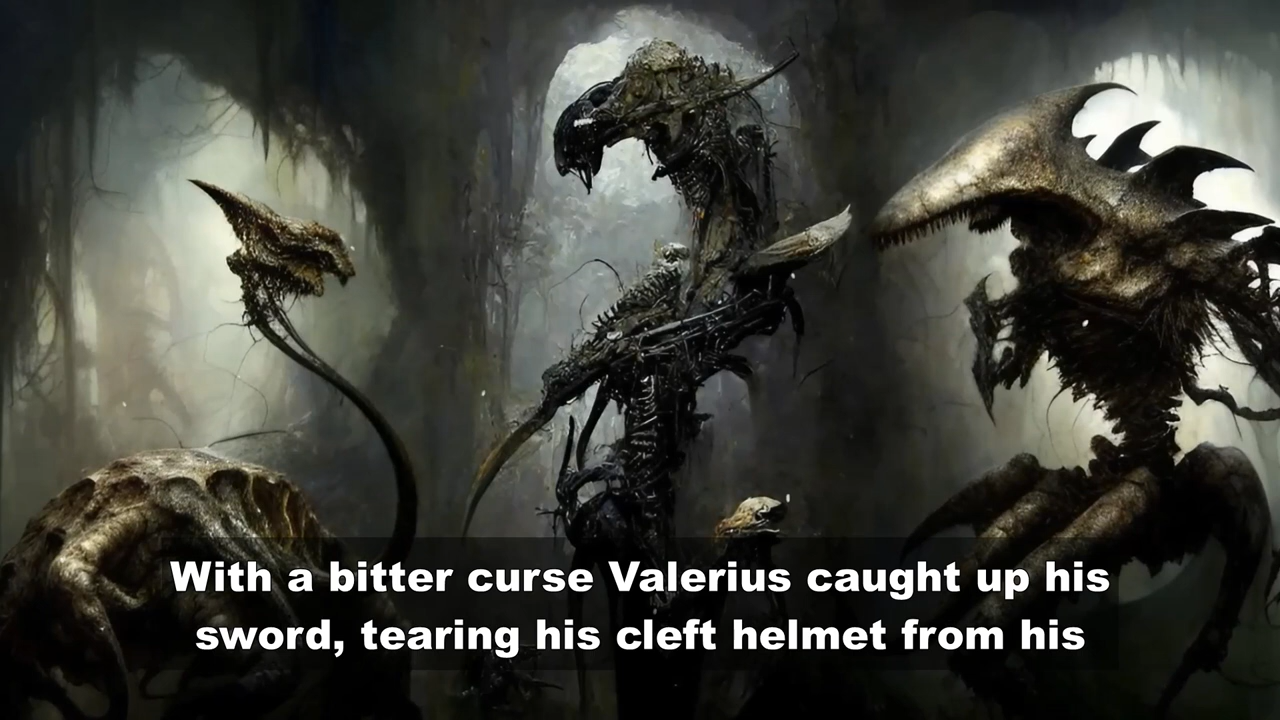 With a bitter curse Valerius caught up his
sword, tearing his cleft helmet from his